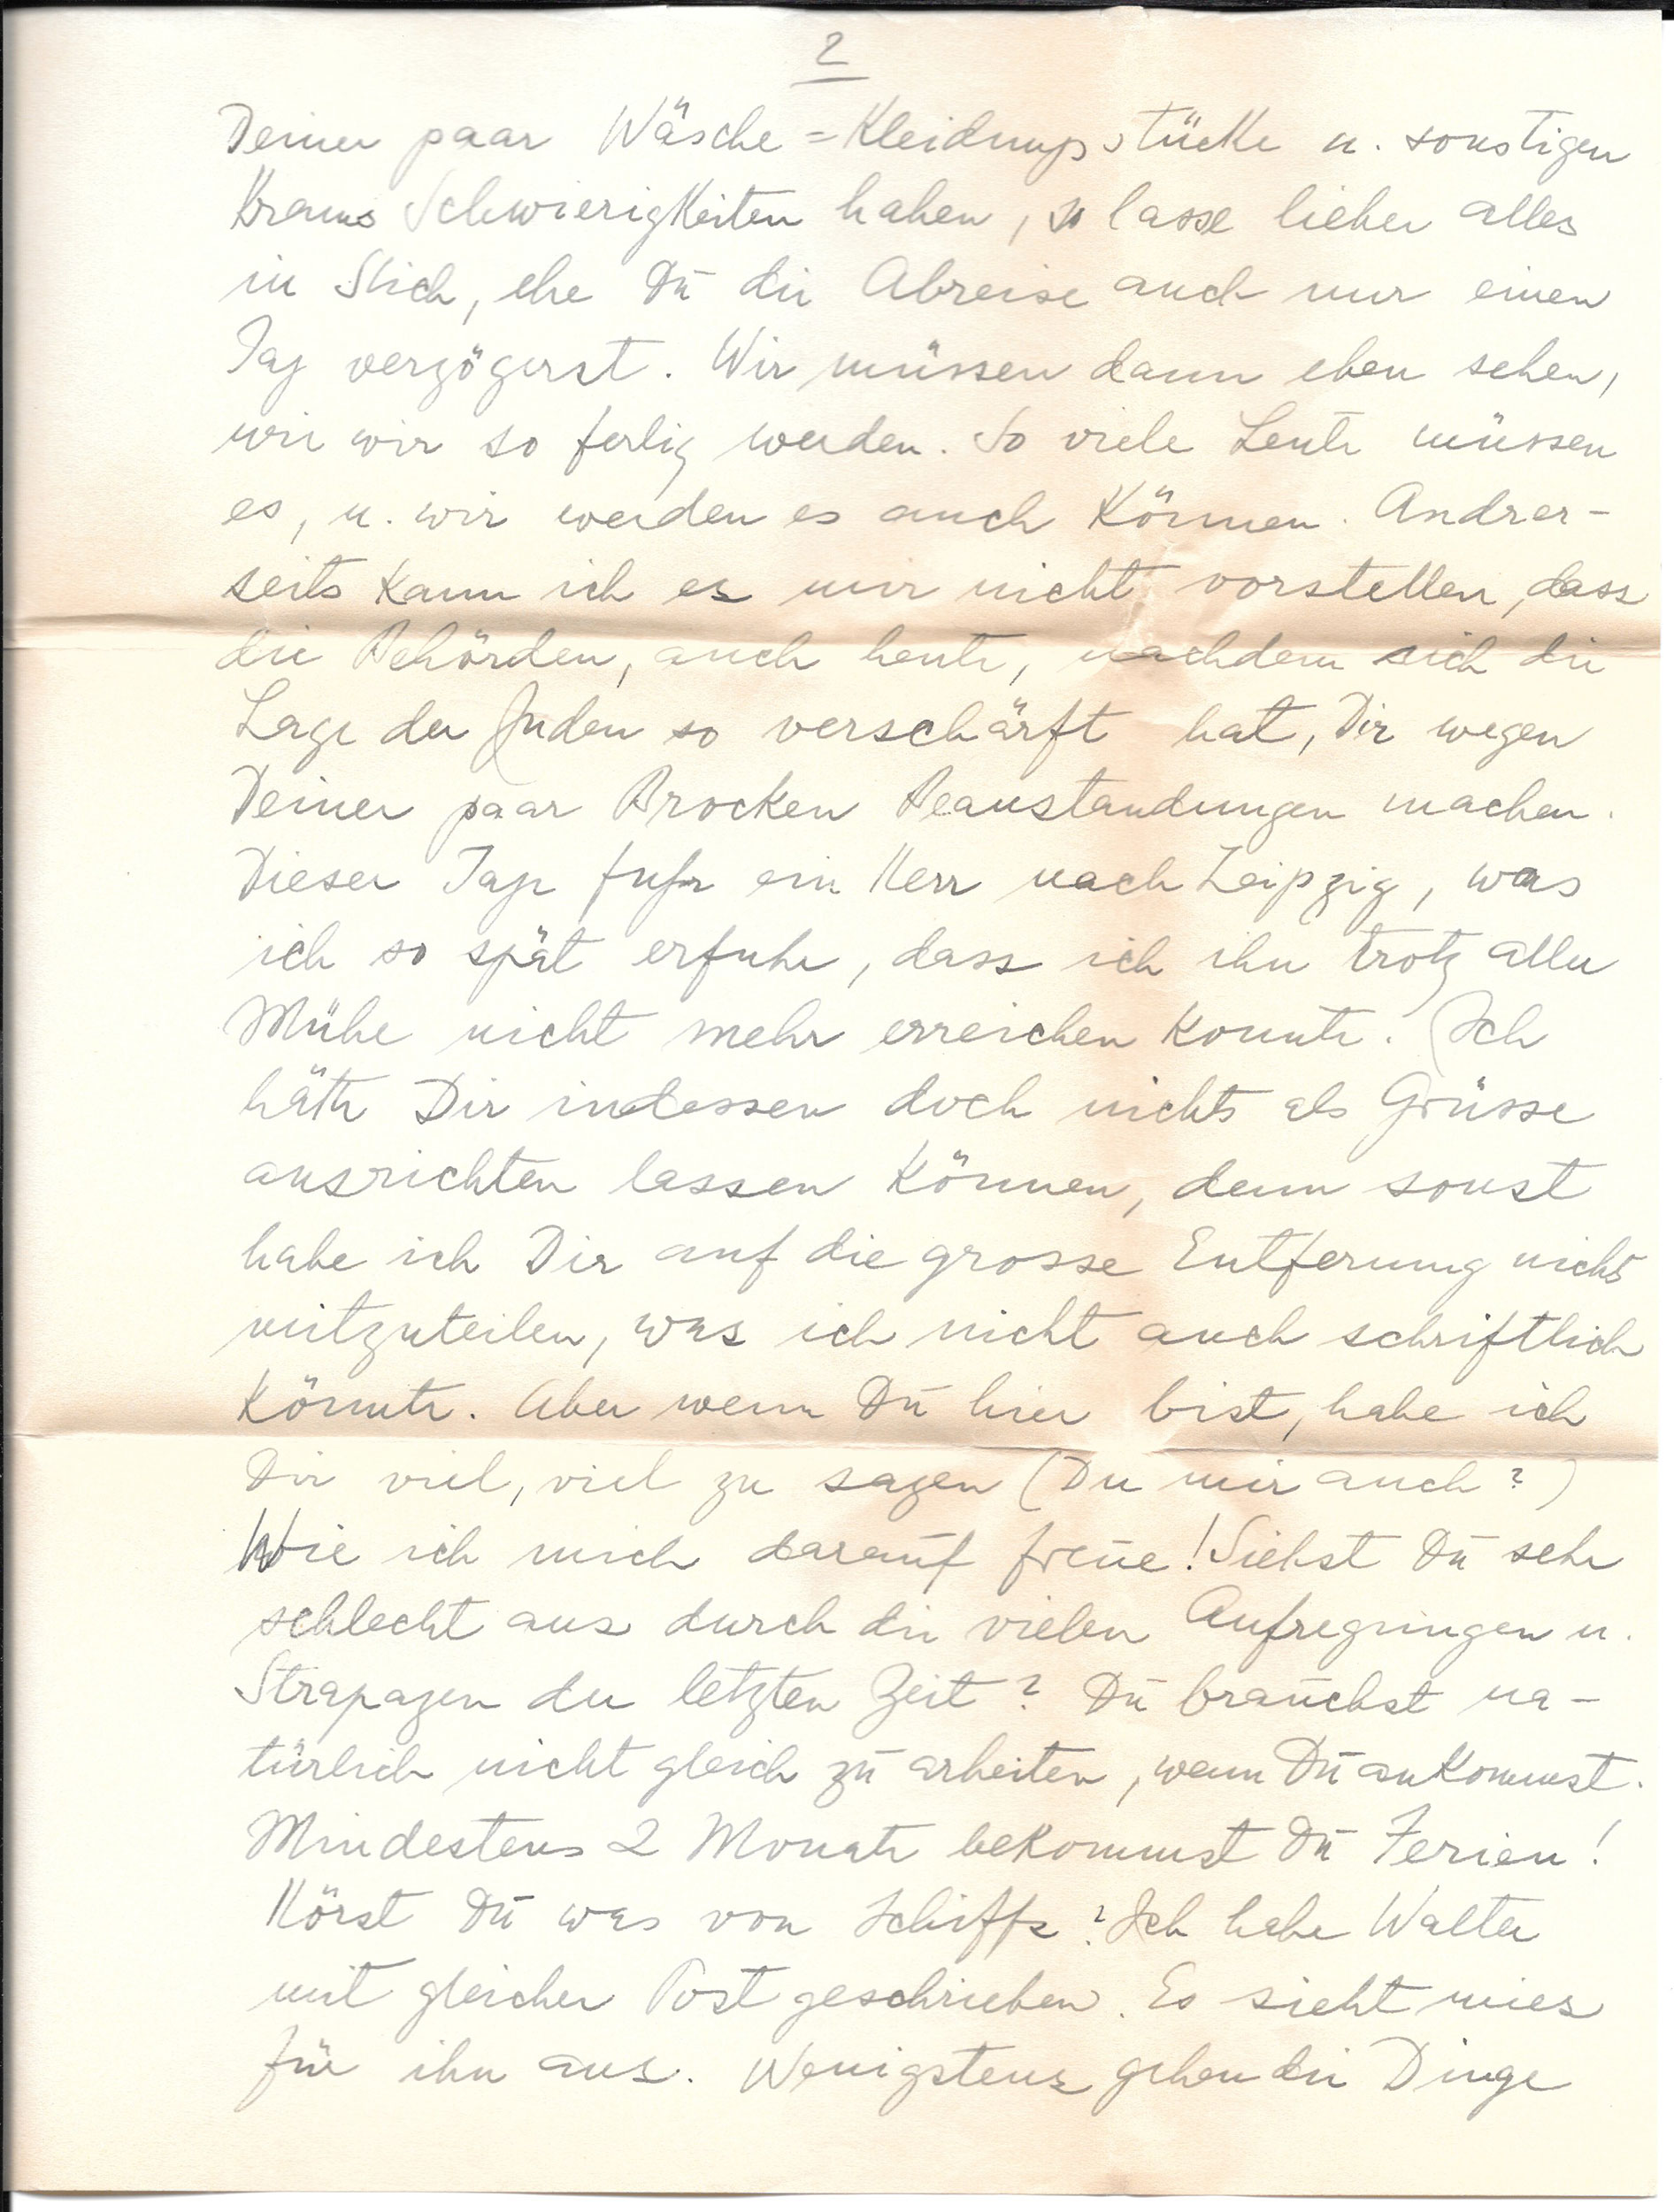 2
Deiner paar Wäsche=Kleidungsstücke u. sonstigen
Krams Schwierigkeiten haben, so lasse lieber alles
in Stich, ehe Du die Abreise auch nur einen
Tag verzögerst. Wir müssen dann eben sehen,
wie wir so fertig werden. So viele Leute müssen
es, u. wir werden es auch können. Andrer-
seits kann ich es mir nicht vorstellen, dass
die Behörden, auch heute, nachdem sich die
Lage der Juden so verschärft hat, Dir wegen
Deiner paar Brocken Beanstandungen machen.
Dieser Tage fuhr ein Herr nach Leipzig, was
ich so spät erfuhr, dass ich ihn trotz aller
Mühe nicht mehr erreichen konnte. Ich
hätte Dir indessen doch nichts als Grüsse
ausrichten lassen können, denn sonst
habe ich Dir auf die grosse Entfernung nichts
mitzuteilen, was ich nicht auch schriftlich
könnte. Aber wenn Du hier bist, habe ich
Dir viel, viel zu sagen (Du mir auch?)
Wie ich mich darauf freue! Siehst Du sehr
schlecht aus durch die vielen Aufregungen u.
Strapazen der letzten Zeit? Du brauchst na-
türlich nicht gleich zu arbeiten, wenn Du ankommst.
Mindestens 2 Monate bekommst Du Ferien!
Hörst Du was von Schiffs? Ich habe Walter
mit gleicher Post geschrieben. Es sieht mies
für ihn aus. Wenigstens gehen die Dinge